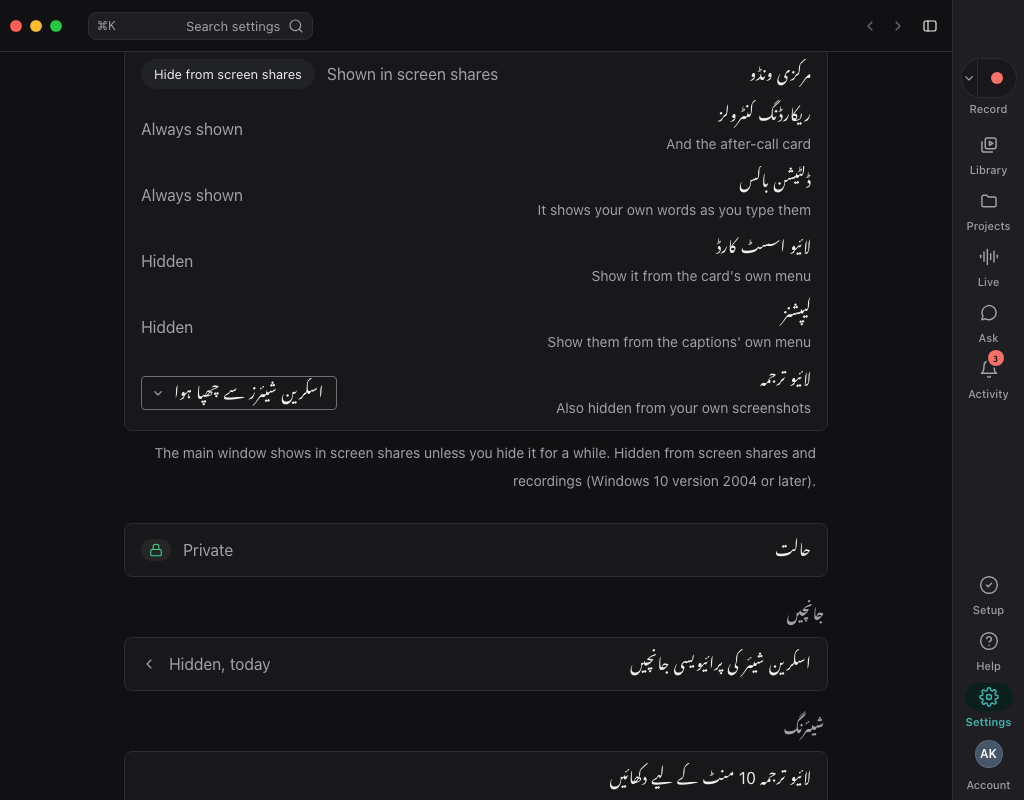 ⌘K Search settings
مرکزی ونڈو
Shown in screen shares
Hide from screen shares
ریکارڈنگ کنٹرولز
And the after-call card
Always shown
ڈکٹیشن باکس
It shows your own words as you type them
Always shown
لائیو اسسٹ کارڈ
Show it from the card's own menu
Hidden
کیپشنز
Show them from the captions' own menu
Hidden
لائیو ترجمہ
Also hidden from your own screenshots
اسکرین شیئرز سے چھپا ہوا
The main window shows in screen shares unless you hide it for a while. Hidden from screen shares and
recordings (Windows 10 version 2004 or later).
حالت
Private
جانچیں
اسکرین شیئر کی پرائیویسی جانچیں
Hidden, today
شیئرنگ
لائیو ترجمہ 10 منٹ کے لیے دکھائیں
Record
Library
Projects
Live
Ask
3
Activity
Setup
Help
Settings
AK
Account